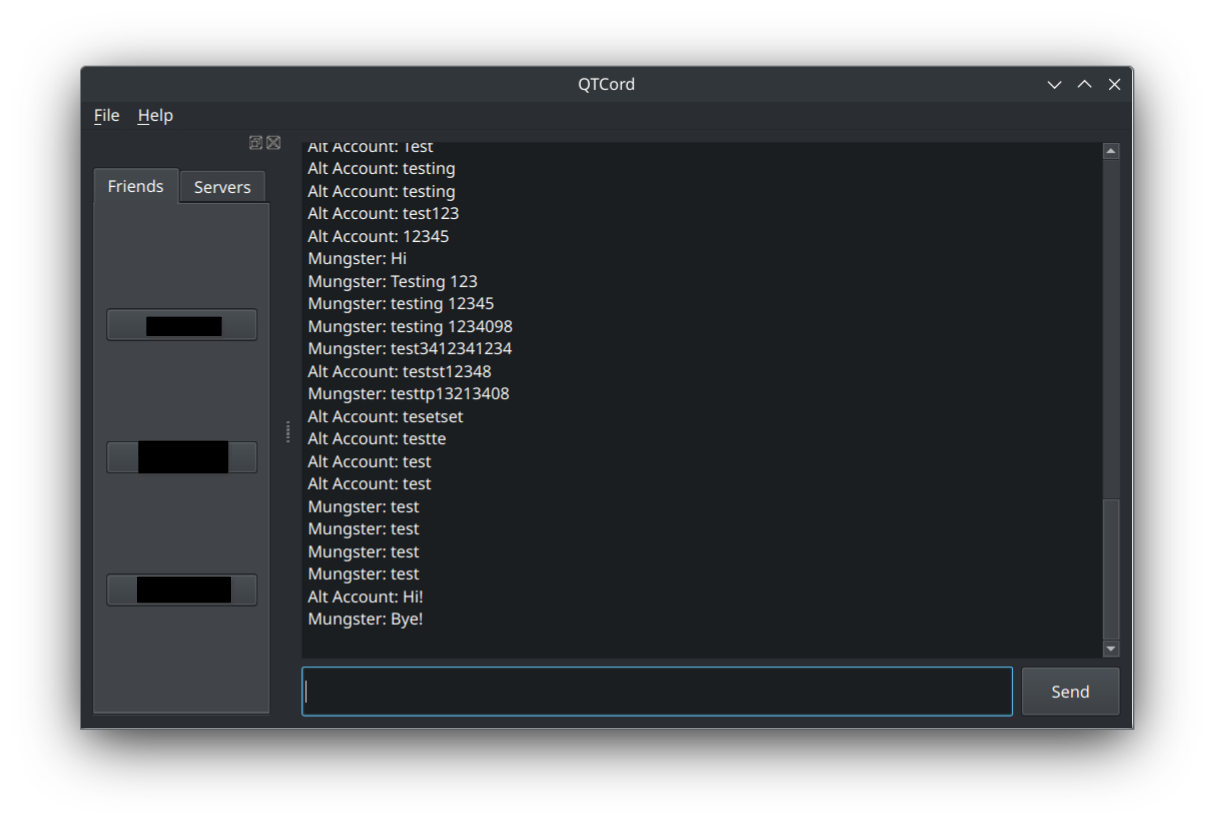 QTCord
File Help
Friends Servers
Alt Account: Test
Alt Account: testing
Alt Account: testing
Alt Account: test123
Alt Account: 12345
Mungster: Hi
Mungster: Testing 123
Mungster: testing 12345
Mungster: testing 1234098
Mungster: test3412341234
Alt Account: testst12348
Mungster: testtp13213408
Alt Account: tesetset
Alt Account: testte
Alt Account: test
Alt Account: test
Mungster: test
Mungster: test
Mungster: test
Mungster: test
Alt Account: Hi!
Mungster: Bye!
Send